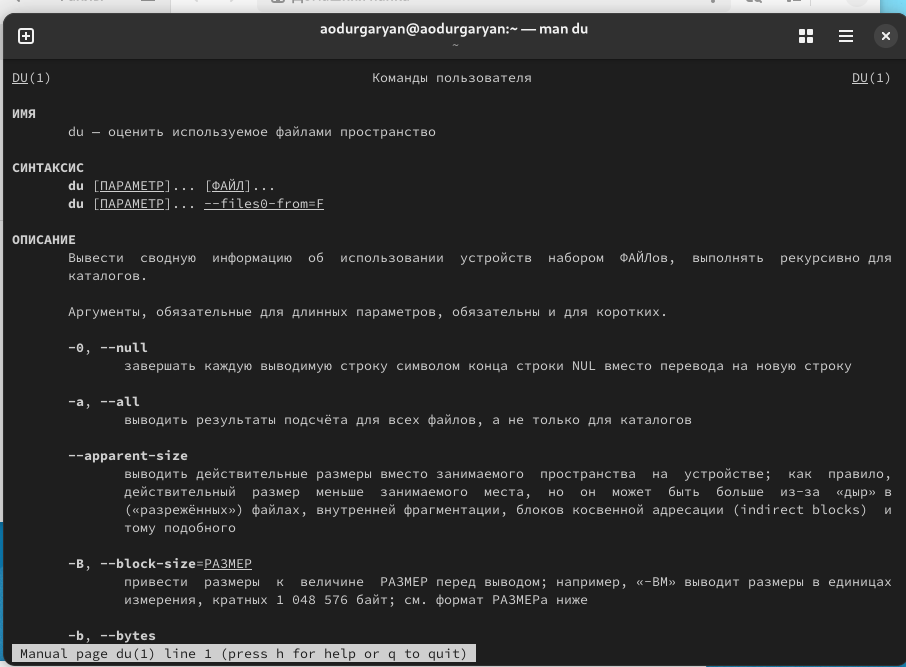 aodurgaryan@aodurgaryan:~ — man du
~
DU(1) Команды пользователя DU(1)
ИМЯ
du — оценить используемое файлами пространство
СИНТАКСИС
du [ПАРАМЕТР]... [ФАЙЛ]...
du [ПАРАМЕТР]... --files0-from=F
ОПИСАНИЕ
Вывести сводную информацию об использовании устройств набором ФАЙЛов, выполнять рекурсивно для
каталогов.
Аргументы, обязательные для длинных параметров, обязательны и для коротких.
-0, --null
завершать каждую выводимую строку символом конца строки NUL вместо перевода на новую строку
-a, --all
выводить результаты подсчёта для всех файлов, а не только для каталогов
--apparent-size
выводить действительные размеры вместо занимаемого пространства на устройстве; как правило,
действительный размер меньше занимаемого места, но он может быть больше из-за «дыр» в
(«разрежённых») файлах, внутренней фрагментации, блоков косвенной адресации (indirect blocks) и
тому подобного
-B, --block-size=РАЗМЕР
привести размеры к величине РАЗМЕР перед выводом; например, «-BM» выводит размеры в единицах
измерения, кратных 1 048 576 байт; см. формат РАЗМЕРа ниже
-b, --bytes
Manual page du(1) line 1 (press h for help or q to quit)